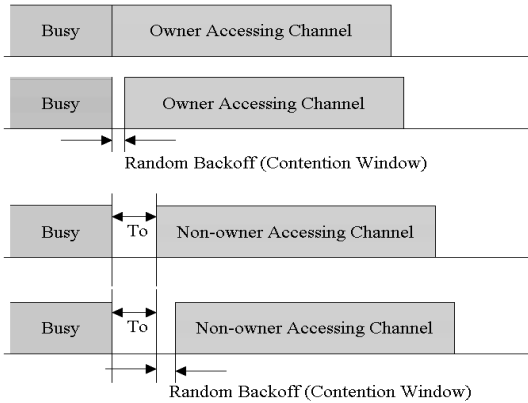 Busy Owner Accessing Channel
Busy Owner Accessing Channel
Random Backoff (Contention Window)
Busy To Non-owner Accessing Channel
Busy To Non-owner Accessing Channel
Random Backoff (Contention Window)